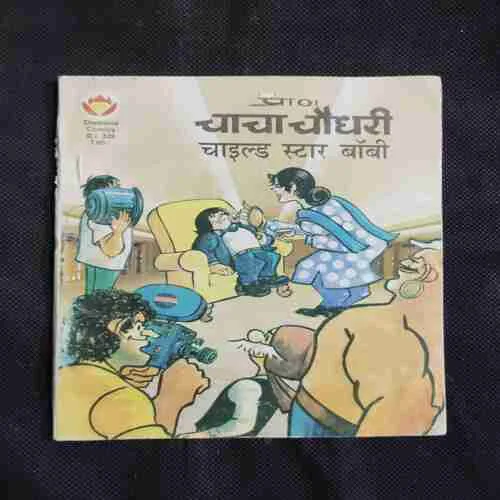 Diamond
Comics
प्राण
चाचा चौधरी
चाइल्ड स्टार बॉबी